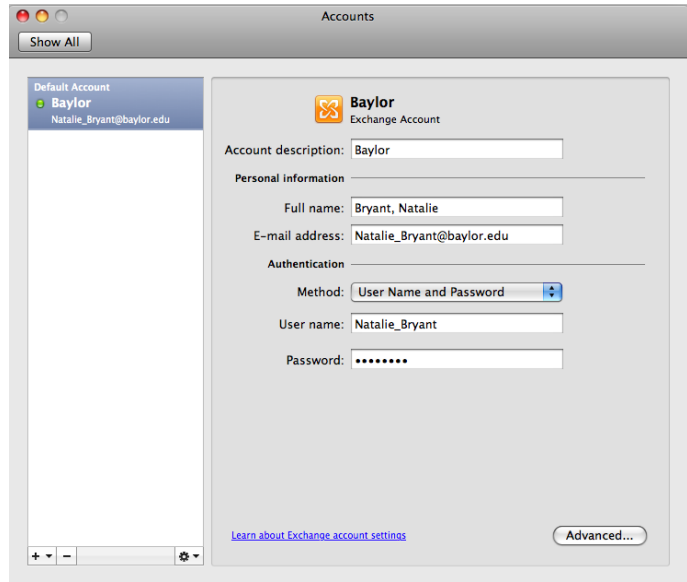 Accounts
Show All
Default Account
Baylor
Natalie_Bryant@baylor.edu
Baylor
Exchange Account
Account description: Baylor
Personal information
Full name: Bryant, Natalie
E-mail address: Natalie_Bryant@baylor.edu
Authentication
Method: User Name and Password
User name: Natalie_Bryant
Password: ••••••••
Learn about Exchange account settings
Advanced...